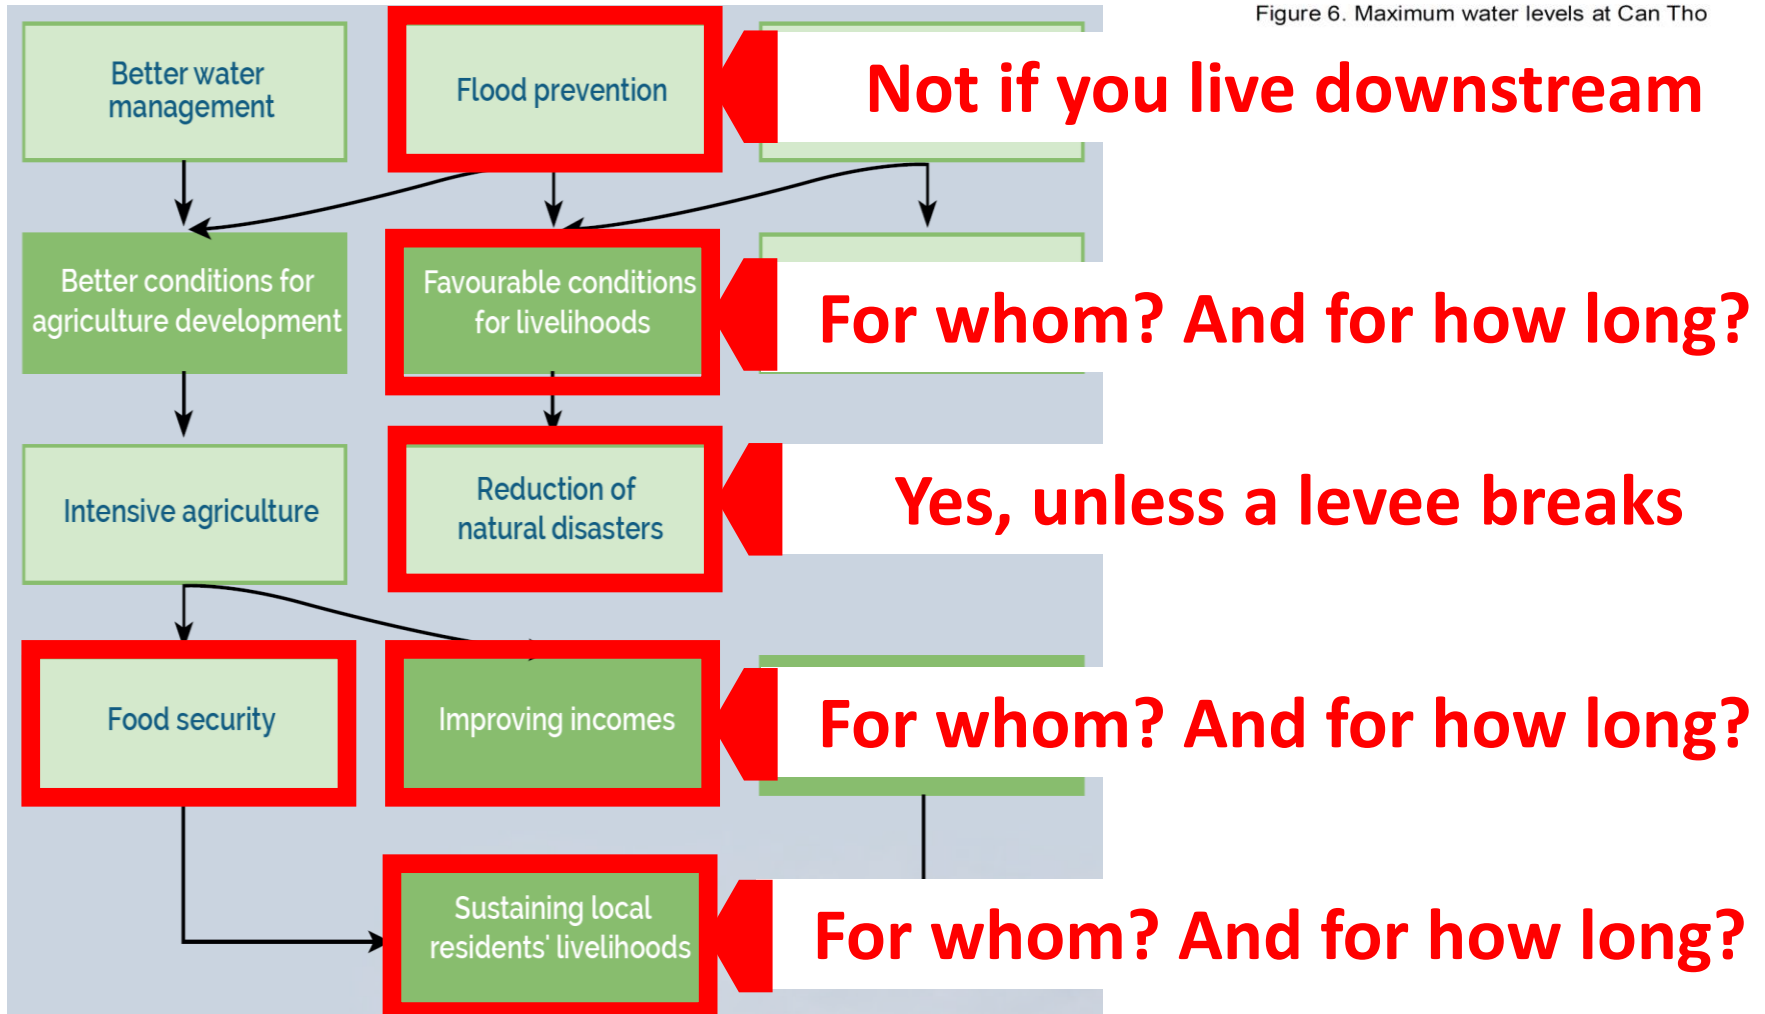 Figure 6. Maximum water levels at Can Tho
Better water
management
Flood prevention
Not if you live downstream
Better conditions for
agriculture development
Favourable conditions
for livelihoods
For whom? And for how long?
Intensive agriculture
Reduction of
natural disasters
Yes, unless a levee breaks
Food security
Improving incomes
For whom? And for how long?
Sustaining local
residents' livelihoods
For whom? And for how long?